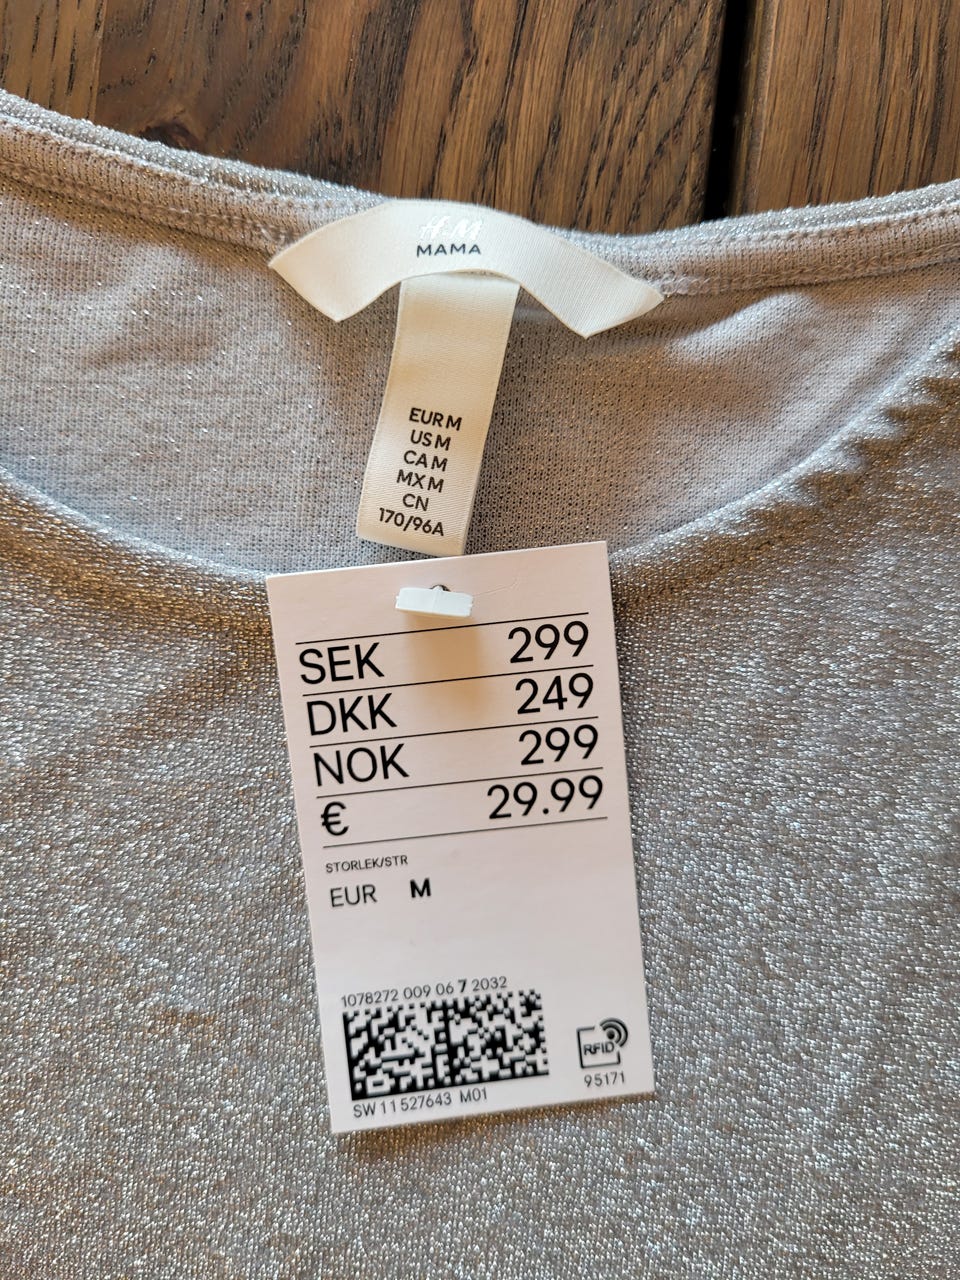 H&M
MAMA
EUR M
US M
CA M
MX M
CN
170/96A
SEK 299
DKK 249
NOK 299
€ 29.99
STORLEK/STR
EUR M
1078272 009 06 7 2032
RFID
95171
SW 11 527643 M01